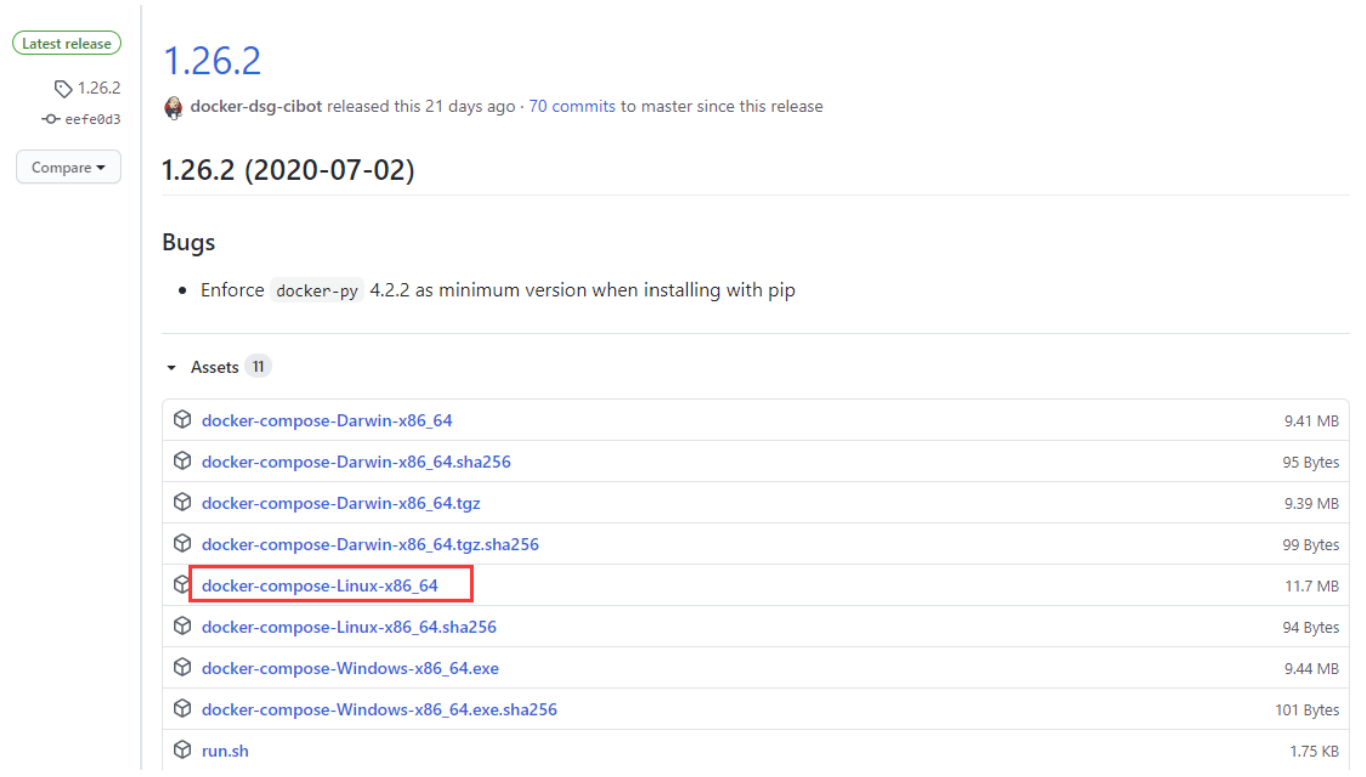 Latest release
1.26.2
eefe0d3
Compare
1.26.2
docker-dsg-cibot released this 21 days ago · 70 commits to master since this release
1.26.2 (2020-07-02)
Bugs
• Enforce docker-py 4.2.2 as minimum version when installing with pip
Assets 11
docker-compose-Darwin-x86_64 9.41 MB
docker-compose-Darwin-x86_64.sha256 95 Bytes
docker-compose-Darwin-x86_64.tgz 9.39 MB
docker-compose-Darwin-x86_64.tgz.sha256 99 Bytes
docker-compose-Linux-x86_64 11.7 MB
docker-compose-Linux-x86_64.sha256 94 Bytes
docker-compose-Windows-x86_64.exe 9.44 MB
docker-compose-Windows-x86_64.exe.sha256 101 Bytes
run.sh 1.75 KB